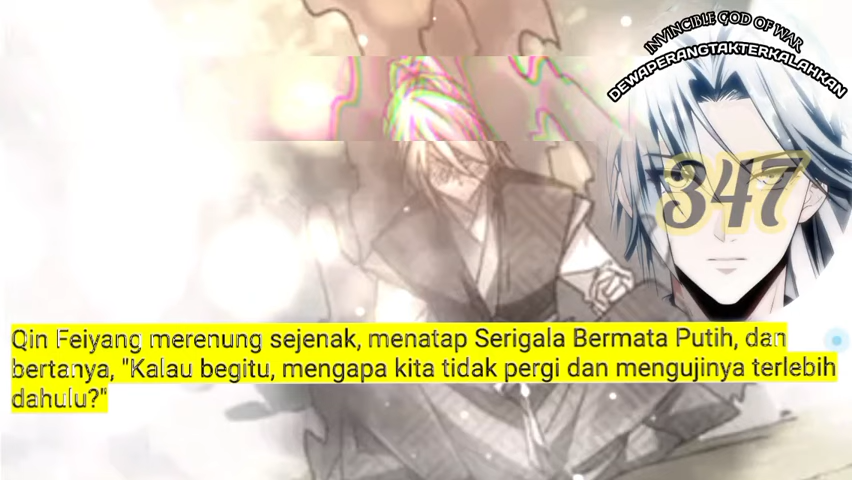 INVINCIBLE GOD OF WAR
DEWAPERANGTAKTERKALAHKAN
347
Qin Feiyang merenung sejenak, menatap Serigala Bermata Putih, dan
bertanya, "Kalau begitu, mengapa kita tidak pergi dan mengujinya terlebih
dahulu?"